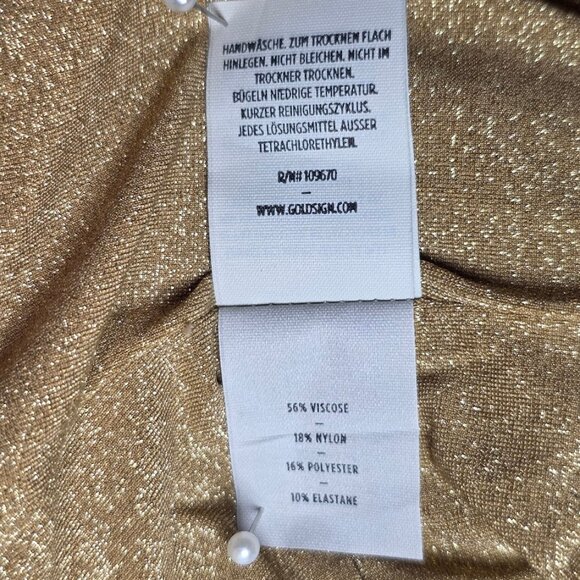 HANDWÄSCHE. ZUM TROCKNEN FLACH
HINLEGEN. NICHT BLEICHEN. NICHT IM
TROCKNER TROCKNEN.
BÜGELN NIEDRIGE TEMPERATUR.
KURZER REINIGUNGSZYKLUS.
JEDES LÖSUNGSMITTEL AUSSER
TETRACHLORETHYLEN.
R/N# 109670
—
WWW.GOLDSIGN.COM
56% VISCOSE
—
18% NYLON
—
16% POLYESTER
—
10% ELASTANE